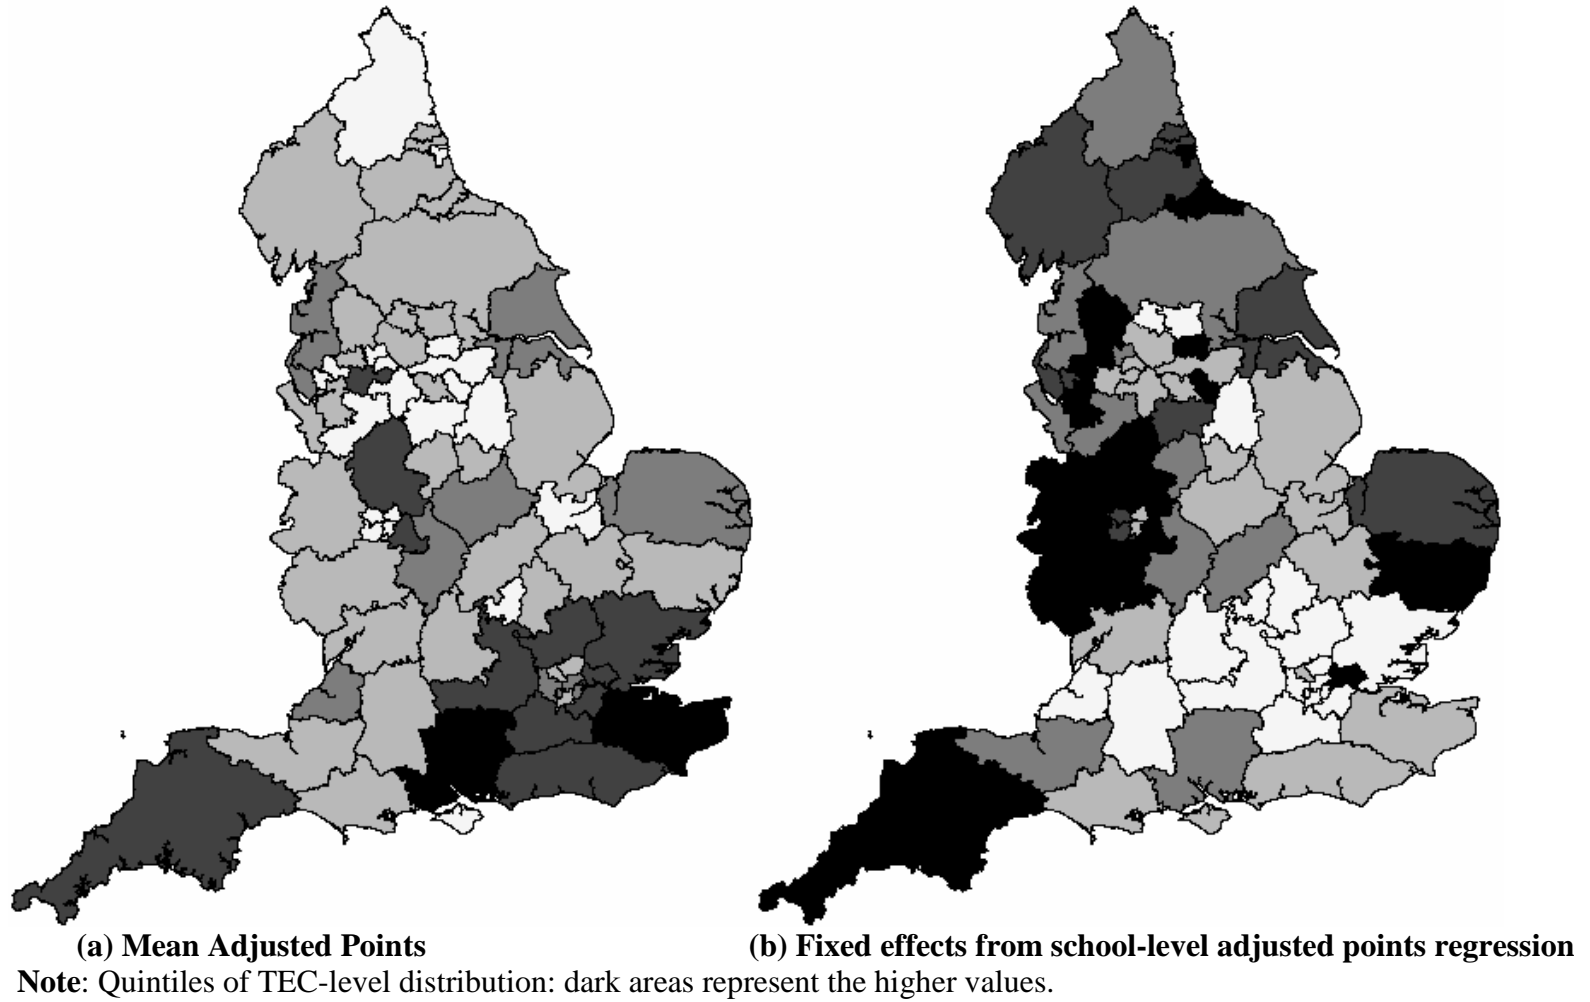 (a) Mean Adjusted Points
(b) Fixed effects from school-level adjusted points regression
Note: Quintiles of TEC-level distribution: dark areas represent the higher values.